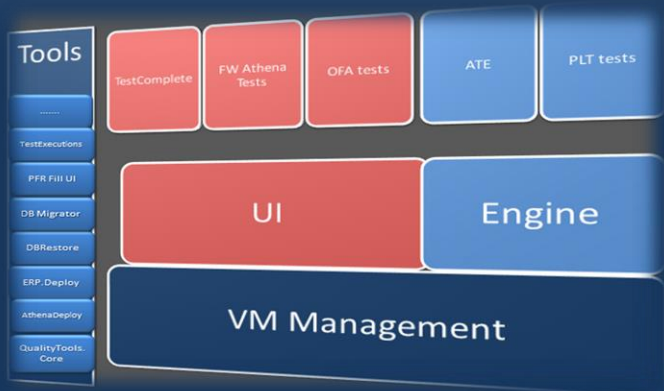 Tools
.......
TestExecutions
PFR Fill UI
DB Migrator
DBRestore
ERP.Deploy
AthenaDeploy
QualityTools.
Core
TestComplete
FW Athena
Tests
OFA tests
ATE
PLT tests
UI
Engine
VM Management